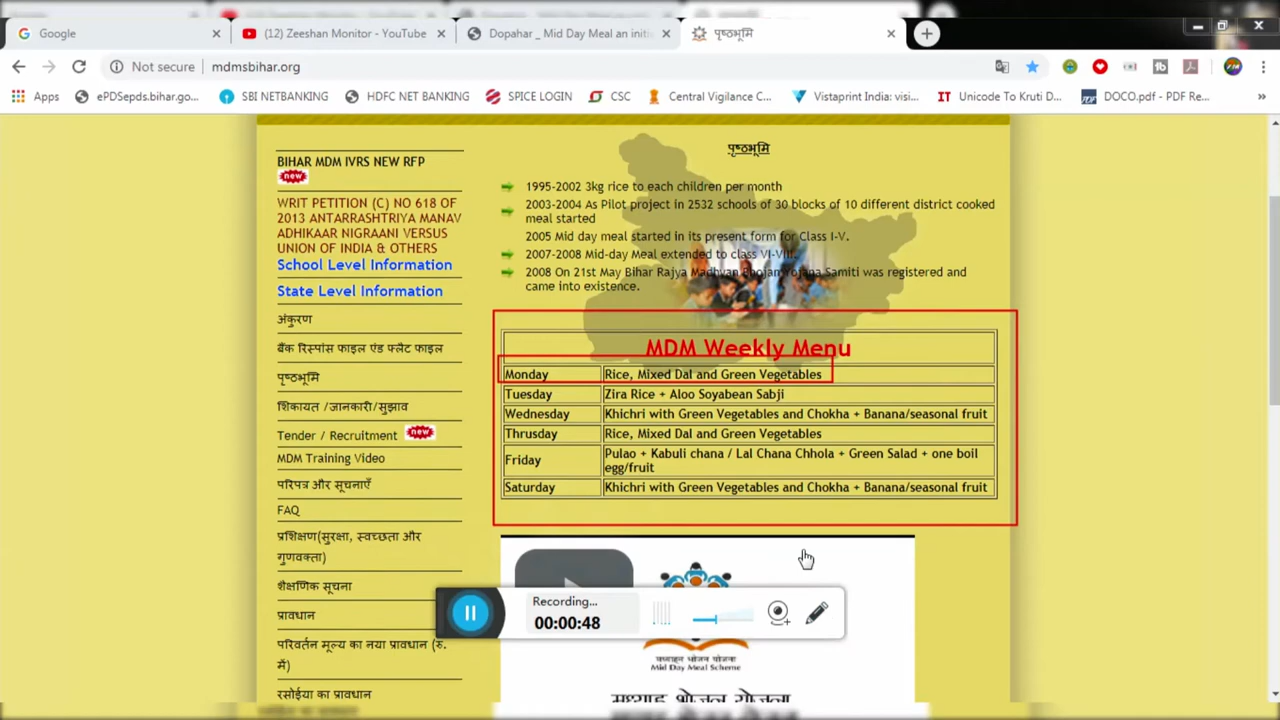 Google
(12) Zeeshan Monitor - YouTube
Dopahar _ Mid Day Meal an initi
पृष्ठभूमि
Not secure
mdmsbihar.org
Apps
ePDSepds.bihar.go...
SBI NETBANKING
HDFC NET BANKING
SPICE LOGIN
CSC
Central Vigilance C...
Vistaprint India: visi...
Unicode To Kruti D...
DOCO.pdf - PDF Re...
BIHAR MDM IVRS NEW RFP
new
WRIT PETITION (C) NO 618 OF
2013 ANTARRASHTRIYA MANAV
ADHIKAAR NIGRAANI VERSUS
UNION OF INDIA & OTHERS
School Level Information
State Level Information
अंकुरण
बैंक रिस्पांस फाइल एंड फ्लैट फाइल
पृष्ठभूमि
शिकायत /जानकारी/सुझाव
Tender / Recruitment new
MDM Training Video
परिपत्र और सूचनाएँ
FAQ
प्रशिक्षण(सुरक्षा, स्वच्छता और
गुणवक्ता)
शैक्षणिक सूचना
प्रावधान
परिवर्तन मूल्य का नया प्रावधान (रु.
में)
रसोईया का प्रावधान
पृष्ठभूमि
1995-2002 3kg rice to each children per month
2003-2004 As Pilot project in 2532 schools of 30 blocks of 10 different district cooked
meal started
2005 Mid day meal started in its present form for Class I-V.
2007-2008 Mid-day Meal extended to class VI-VIII.
2008 On 21st May Bihar Rajya Madhyan Bhojan Yojana Samiti was registered and
came into existence.
MDM Weekly Menu
Monday Rice, Mixed Dal and Green Vegetables
Tuesday Zira Rice + Aloo Soyabean Sabji
Wednesday Khichri with Green Vegetables and Chokha + Banana/seasonal fruit
Thrusday Rice, Mixed Dal and Green Vegetables
Friday Pulao + Kabuli chana / Lal Chana Chhola + Green Salad + one boil
egg/fruit
Saturday Khichri with Green Vegetables and Chokha + Banana/seasonal fruit
Recording...
00:00:48
मध्याह्न भोजन योजना
Mid Day Meal Scheme
मध्याह्न भोजन योजना